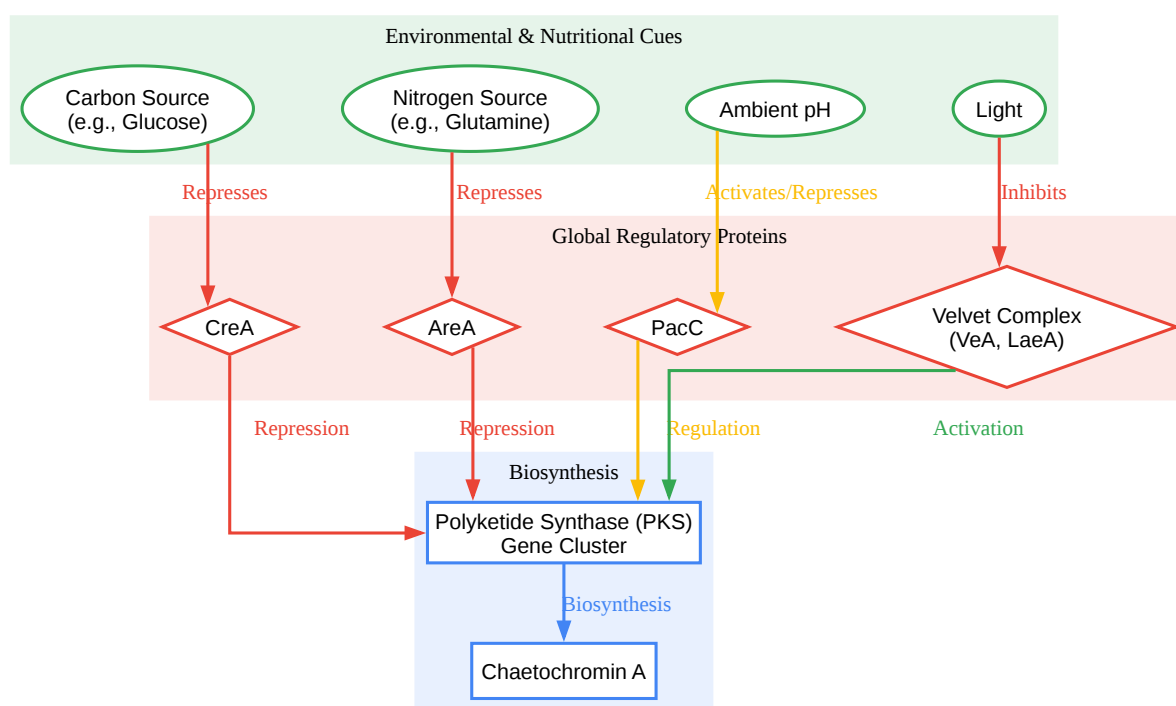 Environmental & Nutritional Cues
Carbon Source
(e.g., Glucose)
Nitrogen Source
(e.g., Glutamine)
Ambient pH
Light
Represses
Represses
Activates/Represses
Inhibits
Global Regulatory Proteins
CreA
AreA
PacC
Velvet Complex
(VeA, LaeA)
Repression
Repression
Regulation
Activation
Biosynthesis
Polyketide Synthase (PKS)
Gene Cluster
Biosynthesis
Chaetochromin A